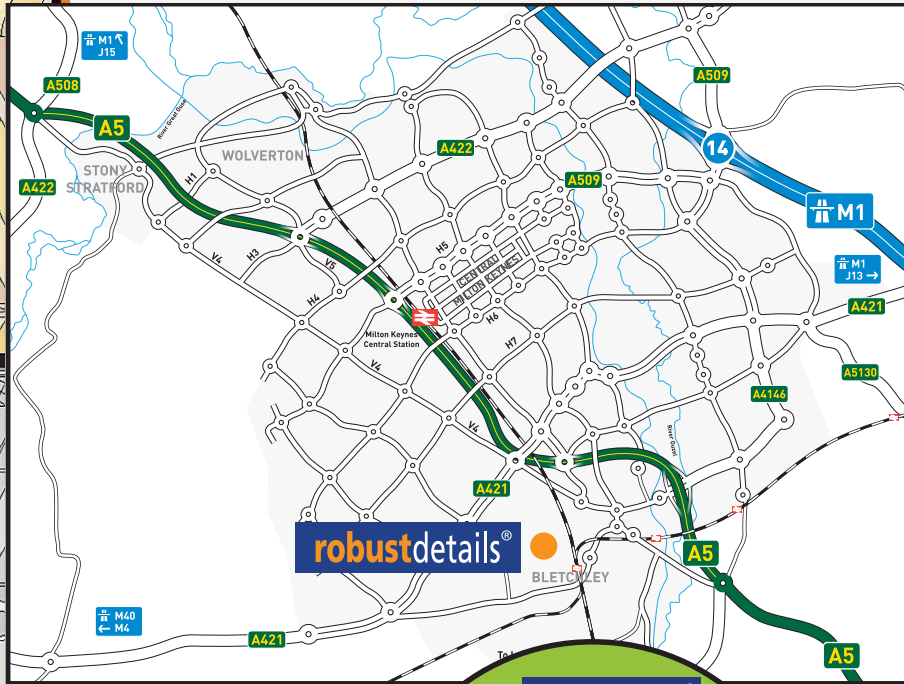 M1
J15
A508
A509
A5
River Great Ouse
WOLVERTON
A422
14
STONY
STRATFORD
H1
A422
A509
M1
V4
H3
V5
H5
CENTRAL
MILTON KEYNES
M1
J13 →
H4
H6
A421
Milton Keynes
Central Station
H7
V4
A5130
A4146
V4
River Ouzel
A421
robustdetails®
A5
BLETCHLEY
M40
← M4
A421
A5